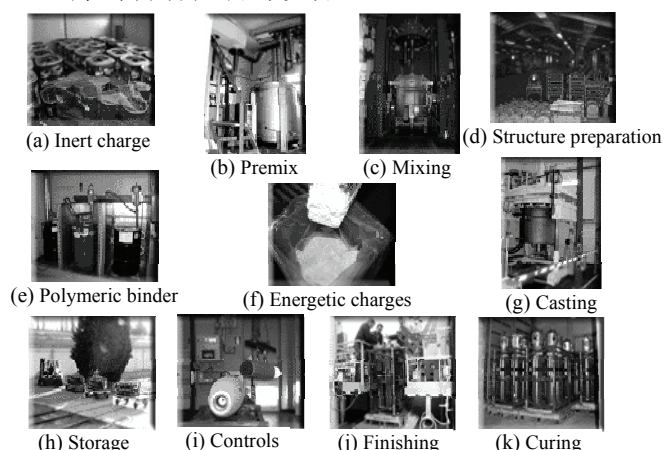 (a) Inert charge
(b) Premix
(c) Mixing
(d) Structure preparation
(e) Polymeric binder
(f) Energetic charges
(g) Casting
(h) Storage
(i) Controls
(j) Finishing
(k) Curing